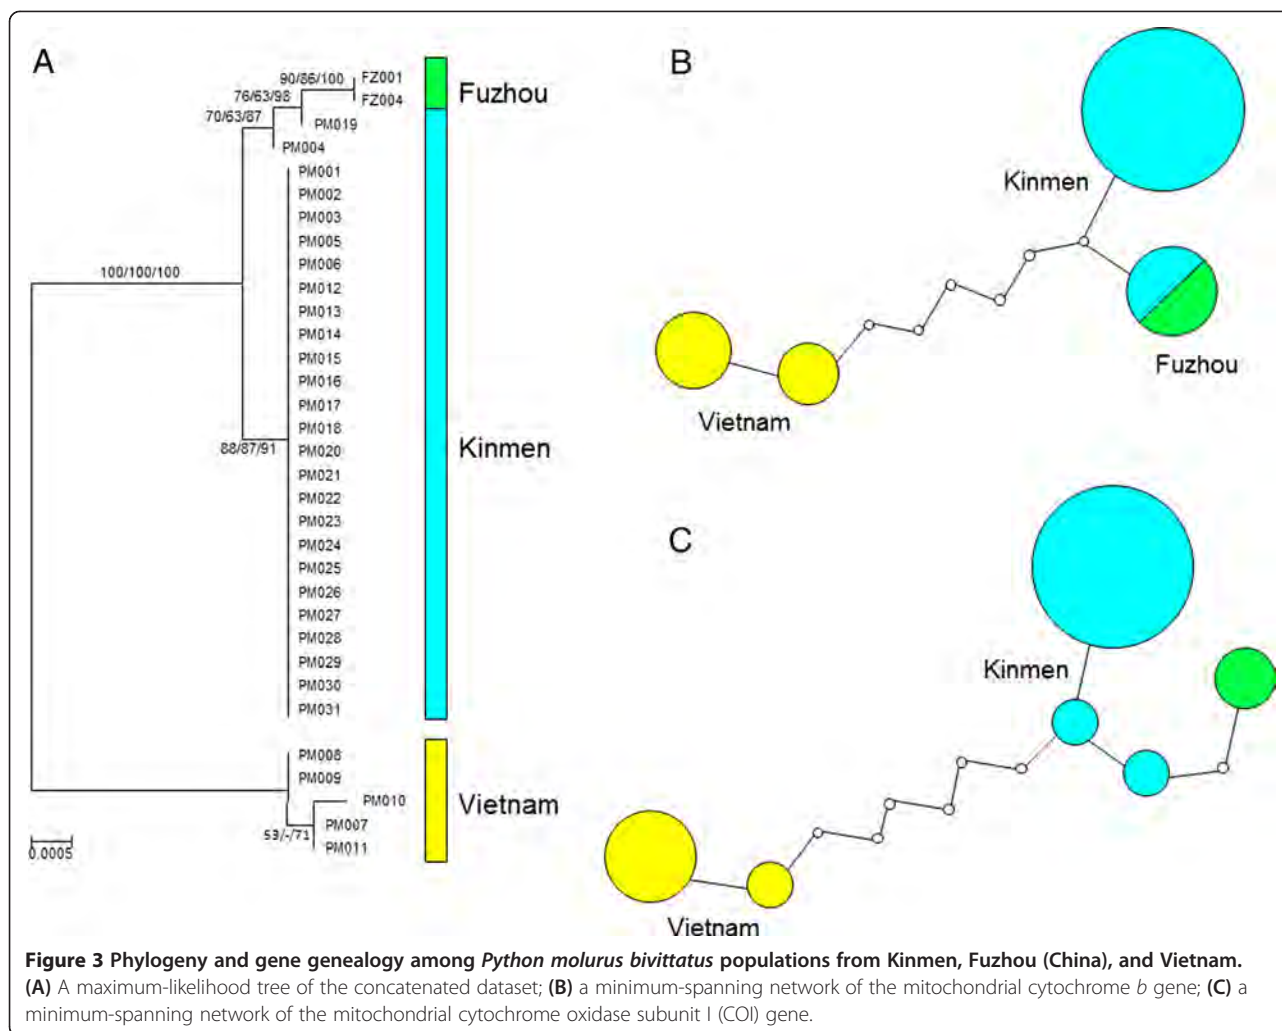 A
90/86/100
FZ001
FZ004
76/63/98
70/63/87
PM019
PM004
PM001
PM002
PM003
PM005
PM006
PM012
PM013
PM014
PM015
PM016
PM017
PM018
PM020
PM021
PM022
PM023
PM024
PM025
PM026
PM027
PM028
PM029
PM030
PM031
100/100/100
88/87/91
PM008
PM009
PM010
PM007
PM011
53/-/71
0.0005
Fuzhou
Kinmen
Vietnam
B
Kinmen
Fuzhou
Vietnam
C
Kinmen
Vietnam
Figure 3 Phylogeny and gene genealogy among Python molurus bivittatus populations from Kinmen, Fuzhou (China), and Vietnam.
(A) A maximum-likelihood tree of the concatenated dataset; (B) a minimum-spanning network of the mitochondrial cytochrome b gene; (C) a
minimum-spanning network of the mitochondrial cytochrome oxidase subunit I (COI) gene.